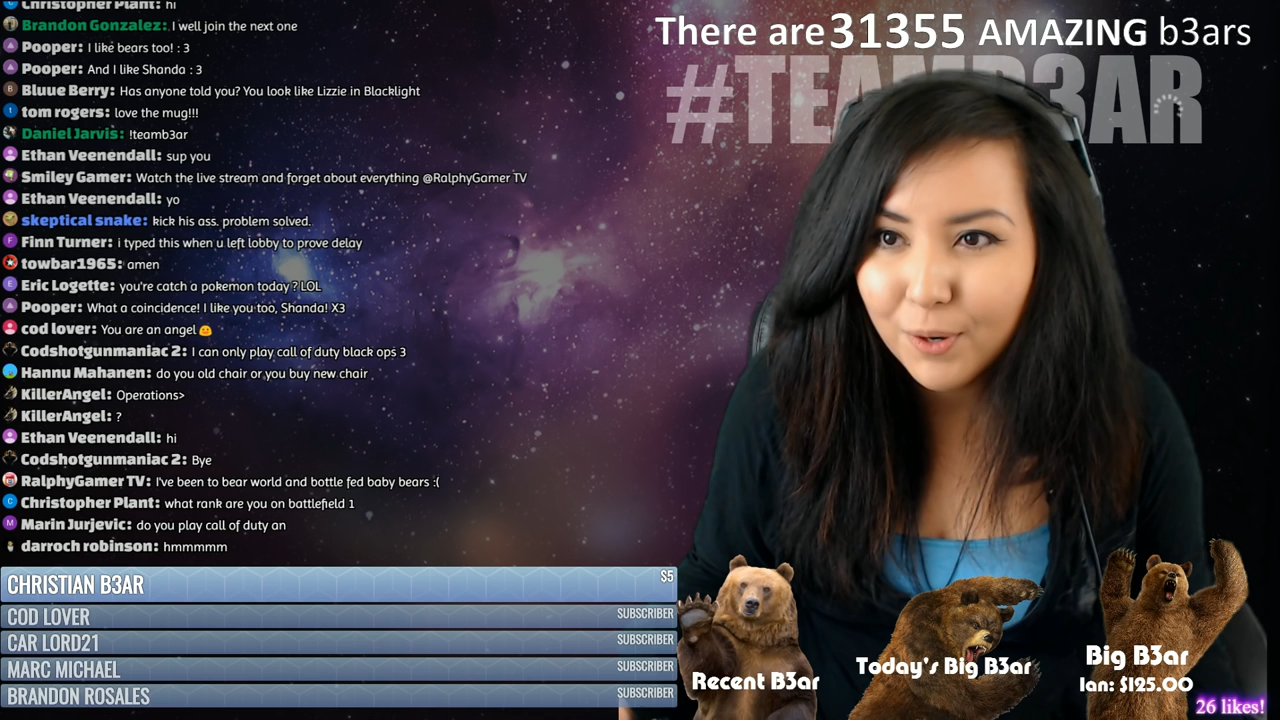 Christopher Plant: hi
Brandon Gonzalez: I well join the next one
Pooper: I like bears too! : 3
Pooper: And I like Shanda : 3
Bluue Berry: Has anyone told you? You look like Lizzie in Blacklight
tom rogers: love the mug!!!
Daniel Jarvis: !teamb3ar
Ethan Veenendall: sup you
Smiley Gamer: Watch the live stream and forget about everything @RalphyGamer TV
Ethan Veenendall: yo
skeptical snake: kick his ass. problem solved.
Finn Turner: i typed this when u left lobby to prove delay
towbar1965: amen
Eric Logette: you're catch a pokemon today ? LOL
Pooper: What a coincidence! I like you too, Shanda! X3
cod lover: You are an angel
Codshotgunmaniac 2: I can only play call of duty black ops 3
Hannu Mahanen: do you old chair or you buy new chair
KillerAngel: Operations>
KillerAngel: ?
Ethan Veenendall: hi
Codshotgunmaniac 2: Bye
RalphyGamer TV: I've been to bear world and bottle fed baby bears :(
Christopher Plant: what rank are you on battlefield 1
Marin Jurjevic: do you play call of duty an
darroch robinson: hmmmmm
CHRISTIAN B3AR $5
COD LOVER SUBSCRIBER
CAR LORD21 SUBSCRIBER
MARC MICHAEL SUBSCRIBER
BRANDON ROSALES SUBSCRIBER
There are 31355 AMAZING b3ars
#TEAMB3AR
Recent B3ar
Today's Big B3ar
Big B3ar
Ian: $125.00
26 likes!